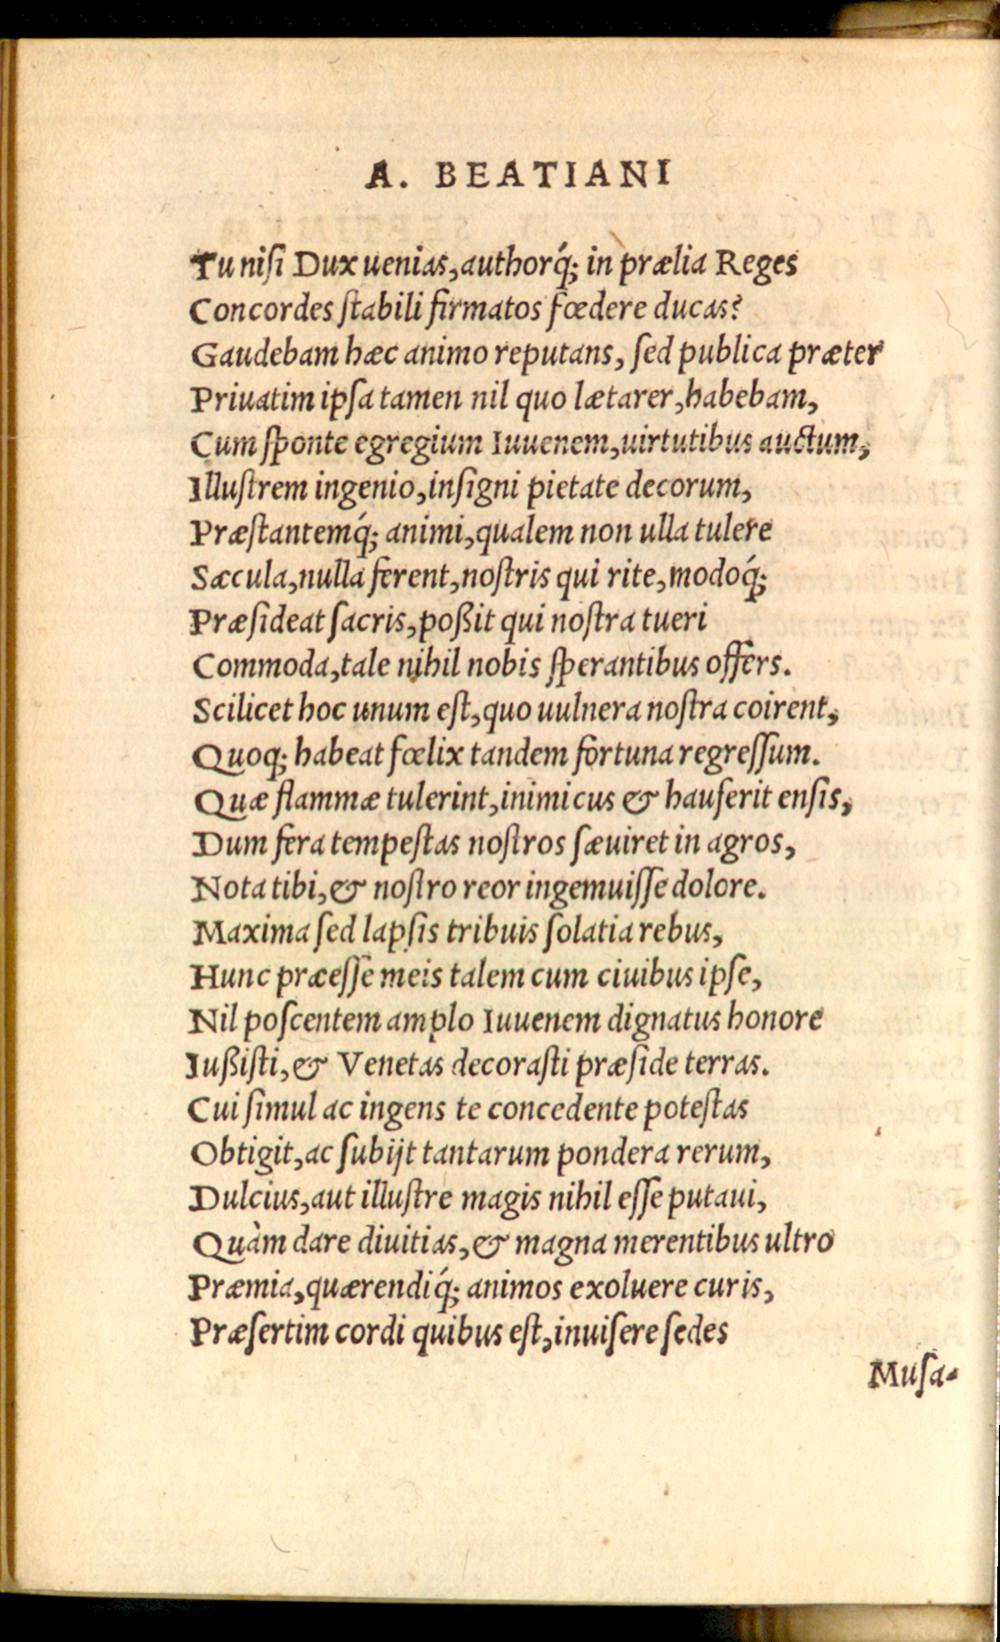 A. BEATIANI
Tu nisi Dux uenias, authorq́; in prælia Reges
Concordes ſtabili firmatos fœdere ducas?
Gaudebam hæc animo reputans, ſed publica præter
Priuatim ipſa tamen nil quo lætarer, habebam,
Cum ſponte egregium Iuuenem, uirtutibus auctum,
Illuſtrem ingenio, inſigni pietate decorum,
Præſtantemq́; animi, qualem non ulla tulere
Sæcula, nulla ferent, noſtris qui rite, modoq́;
Præſideat ſacris, poßit qui noſtra tueri
Commoda, tale nihil nobis ſperantibus offers.
Scilicet hoc unum eſt, quo uulnera noſtra coirent,
Quoq; habeat fœlix tandem fortuna regreſſum.
Quæ flammæ tulerint, inimicus & hauſerit enſis,
Dum fera tempeſtas noſtros ſæuiret in agros,
Nota tibi, & noſtro reor ingemuiſſe dolore.
Maxima ſed lapſis tribuis ſolatia rebus,
Hunc præeſſe meis talem cum ciuibus ipſe,
Nil poſcentem amplo Iuuenem dignatus honore
Iußiſti, & Venetas decoraſti præſide terras.
Cui ſimul ac ingens te concedente poteſtas
Obtigit, ac ſubijt tantarum pondera rerum,
Dulcius, aut illuſtre magis nihil eſſe putaui,
Quàm dare diuitias, & magna merentibus ultro
Præmia, quærendiq́; animos exoluere curis,
Præſertim cordi quibus eſt, inuiſere ſedes
Muſa-